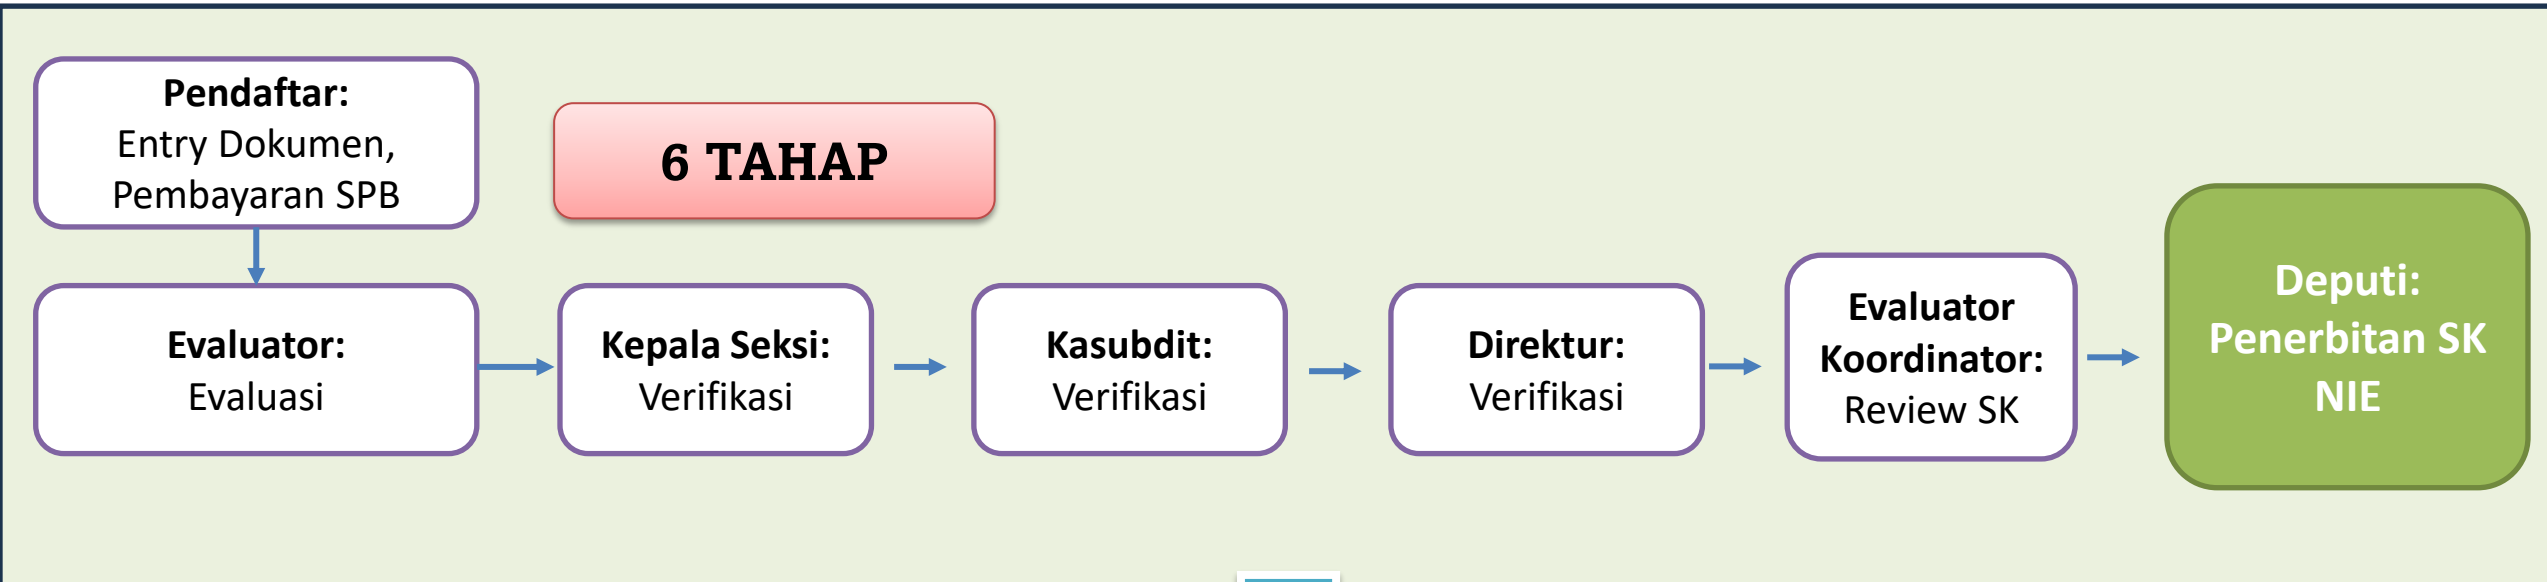 Pendaftar:
Entry Dokumen,
Pembayaran SPB
6 TAHAP
Evaluator:
Evaluasi
Kepala Seksi:
Verifikasi
Kasubdit:
Verifikasi
Direktur:
Verifikasi
Evaluator
Koordinator:
Review SK
Deputi:
Penerbitan SK
NIE